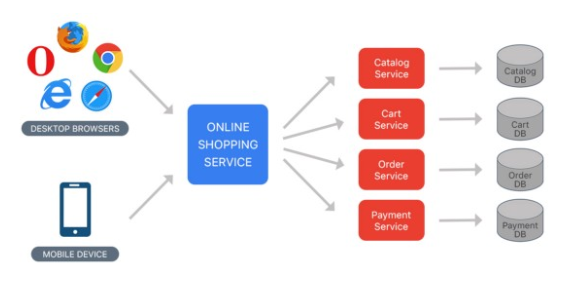 DESKTOP BROWSERS
MOBILE DEVICE
ONLINE
SHOPPING
SERVICE
Catalog
Service
Cart
Service
Order
Service
Payment
Service
Catalog
DB
Cart
DB
Order
DB
Payment
DB